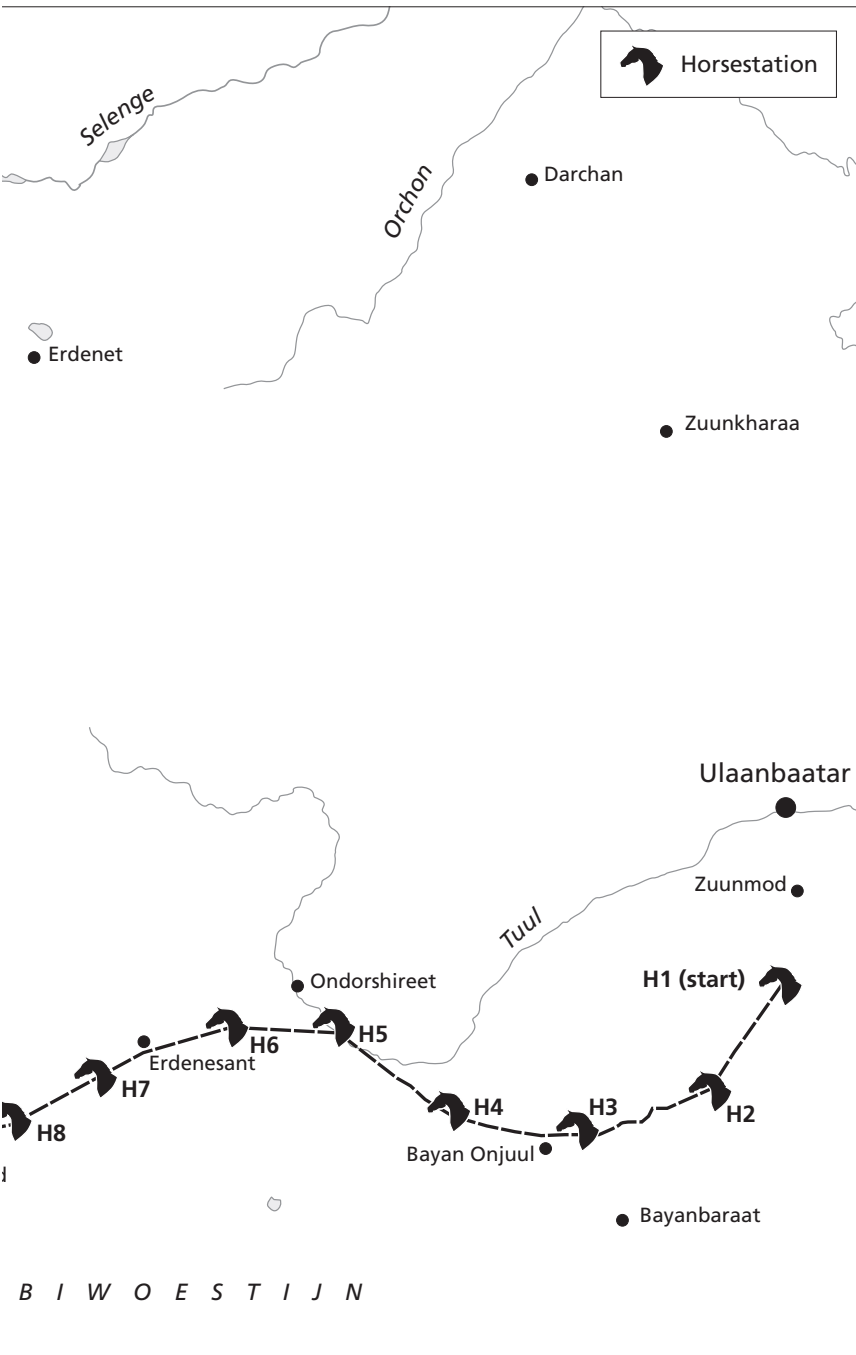 Horsestation
Selenge
Orchon
Darchan
Erdenet
Zuunkharaa
Ulaanbaatar
Zuunmod
Tuul
H1 (start)
Ondorshireet
H5
H6
Erdenesant
H7
H8
H4
H3
H2
Bayan Onjuul
Bayanbaraat
B I W O E S T I J N